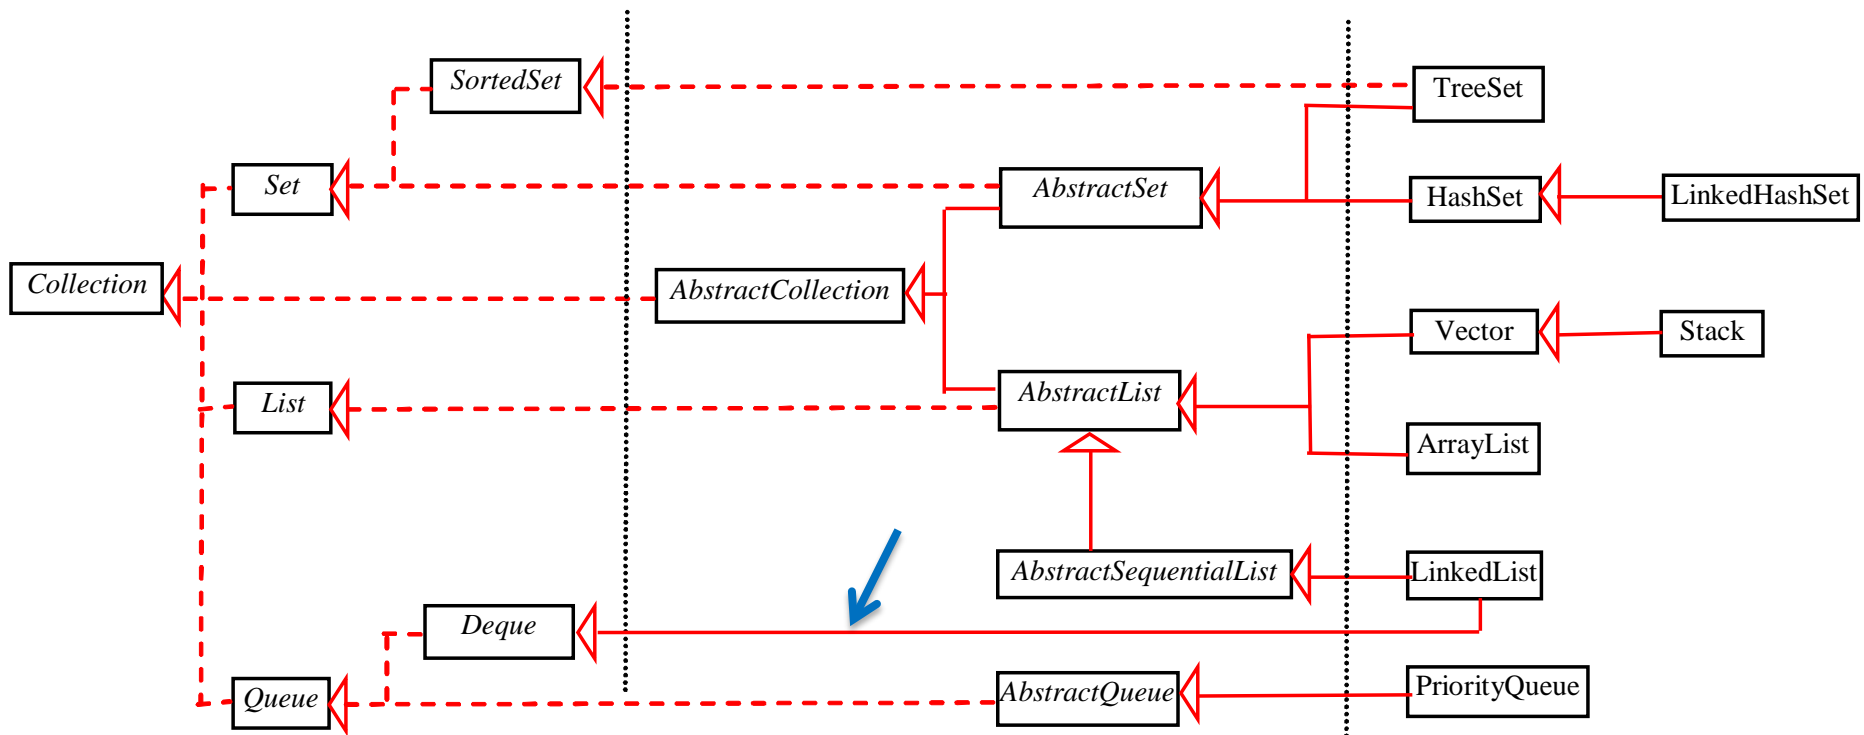 SortedSet
TreeSet
Set
AbstractSet
HashSet
LinkedHashSet
Collection
AbstractCollection
Vector
Stack
List
AbstractList
ArrayList
AbstractSequentialList
LinkedList
Deque
Queue
AbstractQueue
PriorityQueue